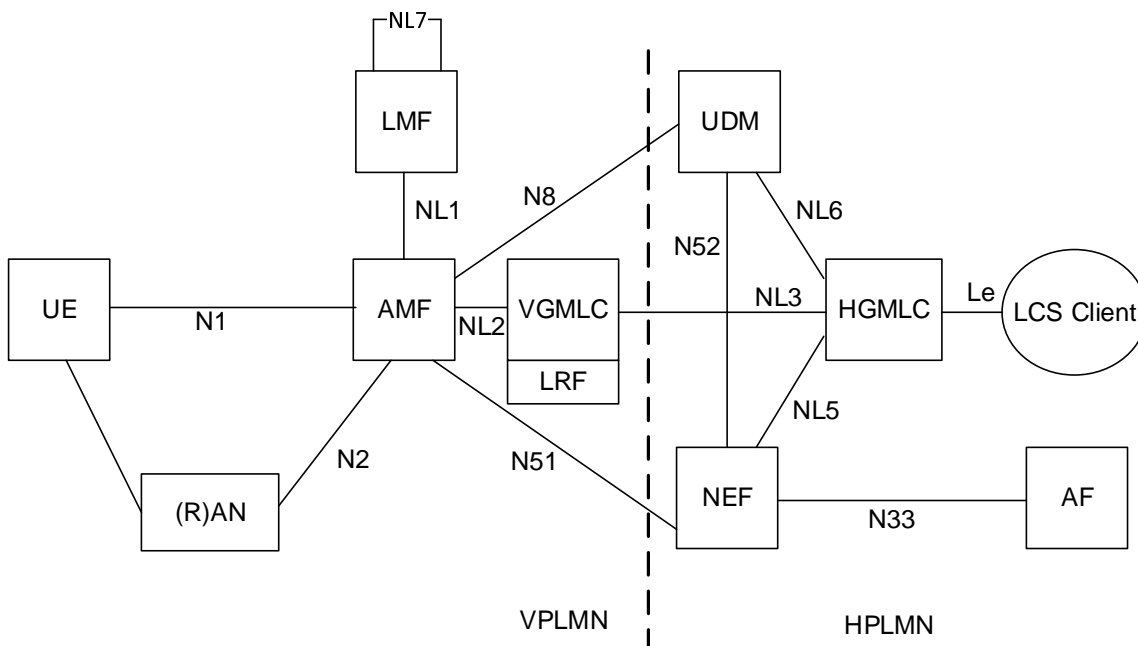 NL7
LMF
UDM
NL1
N8
NL6
N52
UE
N1
AMF
NL2
VGMLC
LRF
NL3
HGMLC
Le
LCS Client
NL5
N2
N51
(R)AN
NEF
N33
AF
VPLMN
HPLMN